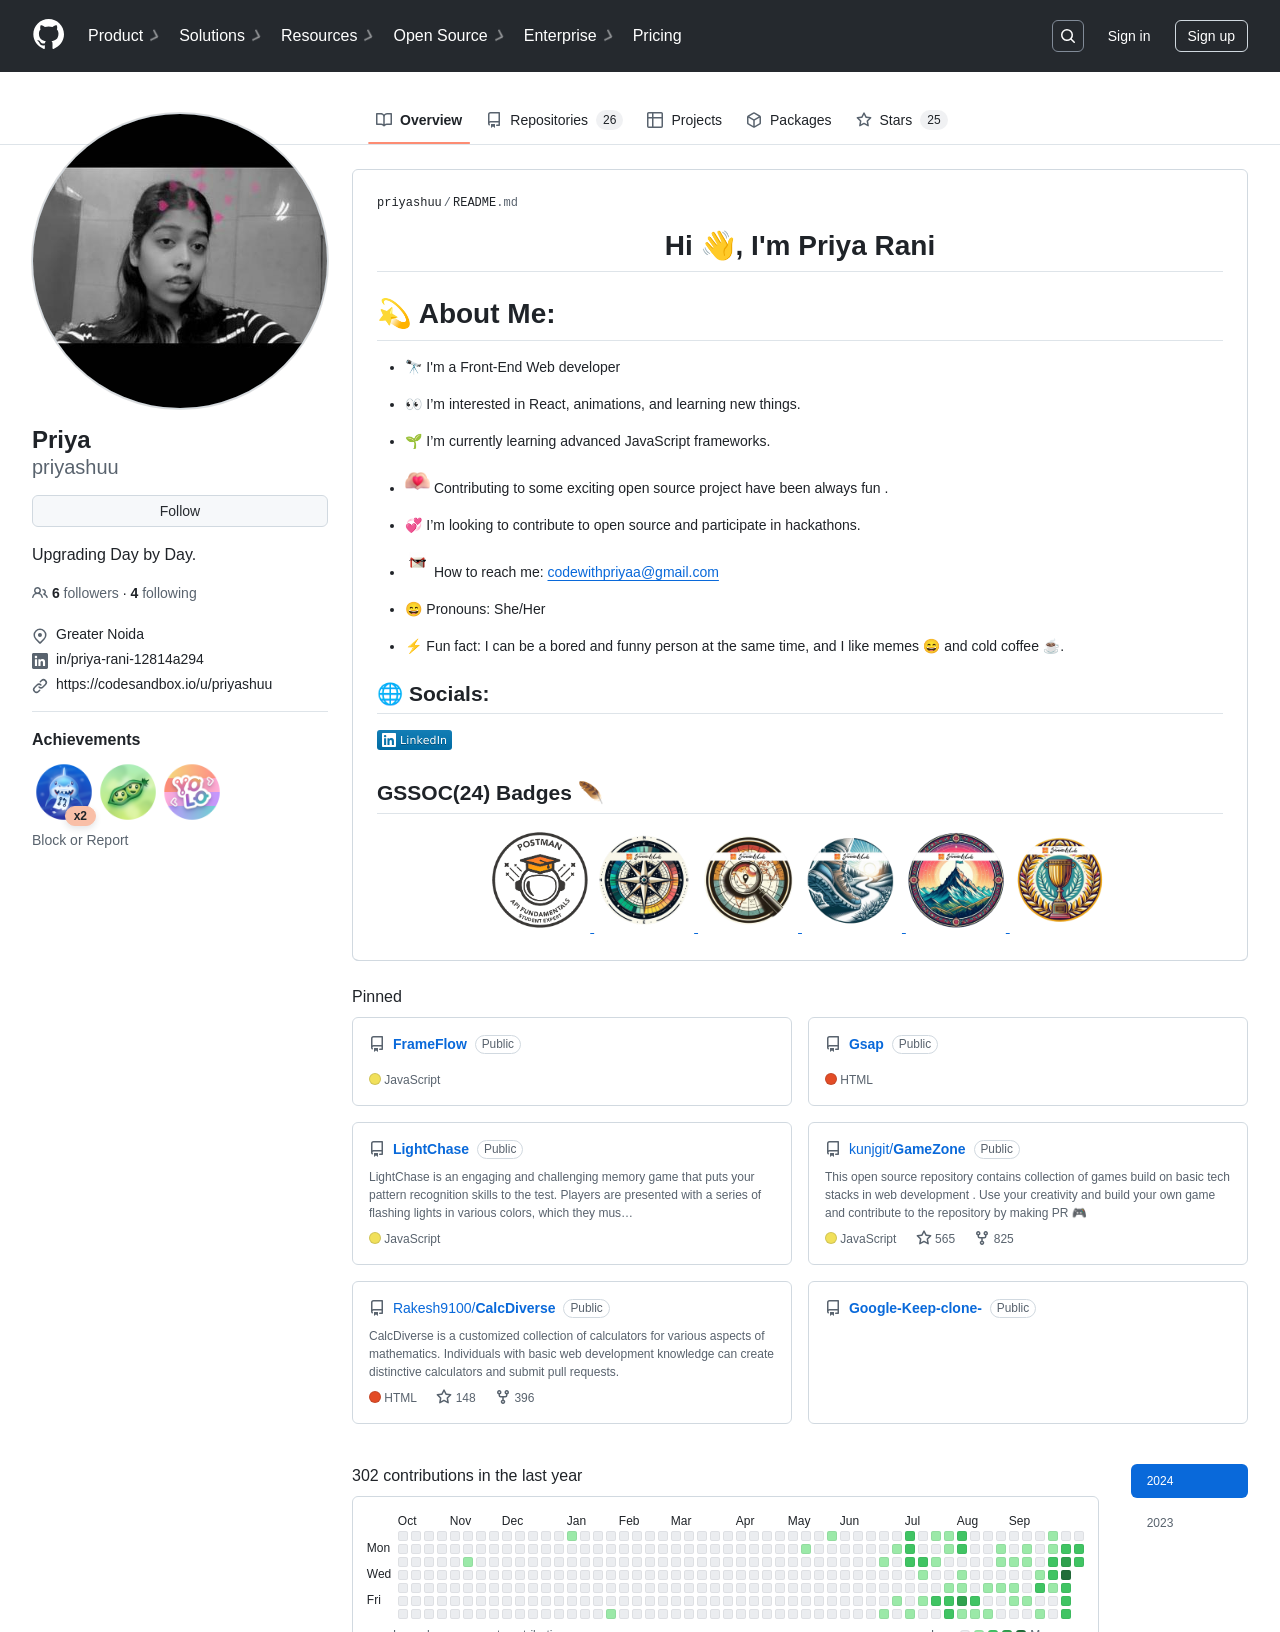 Product
Solutions
Resources
Open Source
Enterprise
Pricing
Sign in
Sign up
Overview
Repositories 26
Projects
Packages
Stars 25
Priya
priyashuu
Follow
Upgrading Day by Day.
6 followers · 4 following
Greater Noida
in/priya-rani-12814a294
https://codesandbox.io/u/priyashuu
Achievements
x2
YOLO
Block or Report
priyashuu/README.md
Hi 👋, I'm Priya Rani
💫 About Me:
🔭 I'm a Front-End Web developer
👀 I’m interested in React, animations, and learning new things.
🌱 I’m currently learning advanced JavaScript frameworks.
🫶🏻 Contributing to some exciting open source project have been always fun .
💞️ I’m looking to contribute to open source and participate in hackathons.
How to reach me: codewithpriyaa@gmail.com
😄 Pronouns: She/Her
⚡ Fun fact: I can be a bored and funny person at the same time, and I like memes 😄 and cold coffee ☕.
🌐 Socials:
LinkedIn
GSSOC(24) Badges 🪶
POSTMAN
API FUNDAMENTALS
STUDENT EXPERT
Pinned
FrameFlow Public
JavaScript
Gsap Public
HTML
LightChase Public
LightChase is an engaging and challenging memory game that puts your
pattern recognition skills to the test. Players are presented with a series of
flashing lights in various colors, which they mus…
JavaScript
kunjgit/GameZone Public
This open source repository contains collection of games build on basic tech
stacks in web development . Use your creativity and build your own game
and contribute to the repository by making PR 🎮
JavaScript 565 825
Rakesh9100/CalcDiverse Public
CalcDiverse is a customized collection of calculators for various aspects of
mathematics. Individuals with basic web development knowledge can create
distinctive calculators and submit pull requests.
HTML 148 396
Google-Keep-clone- Public
302 contributions in the last year
2024
2023
Oct Nov Dec Jan Feb Mar Apr May Jun Jul Aug Sep
Mon
Wed
Fri